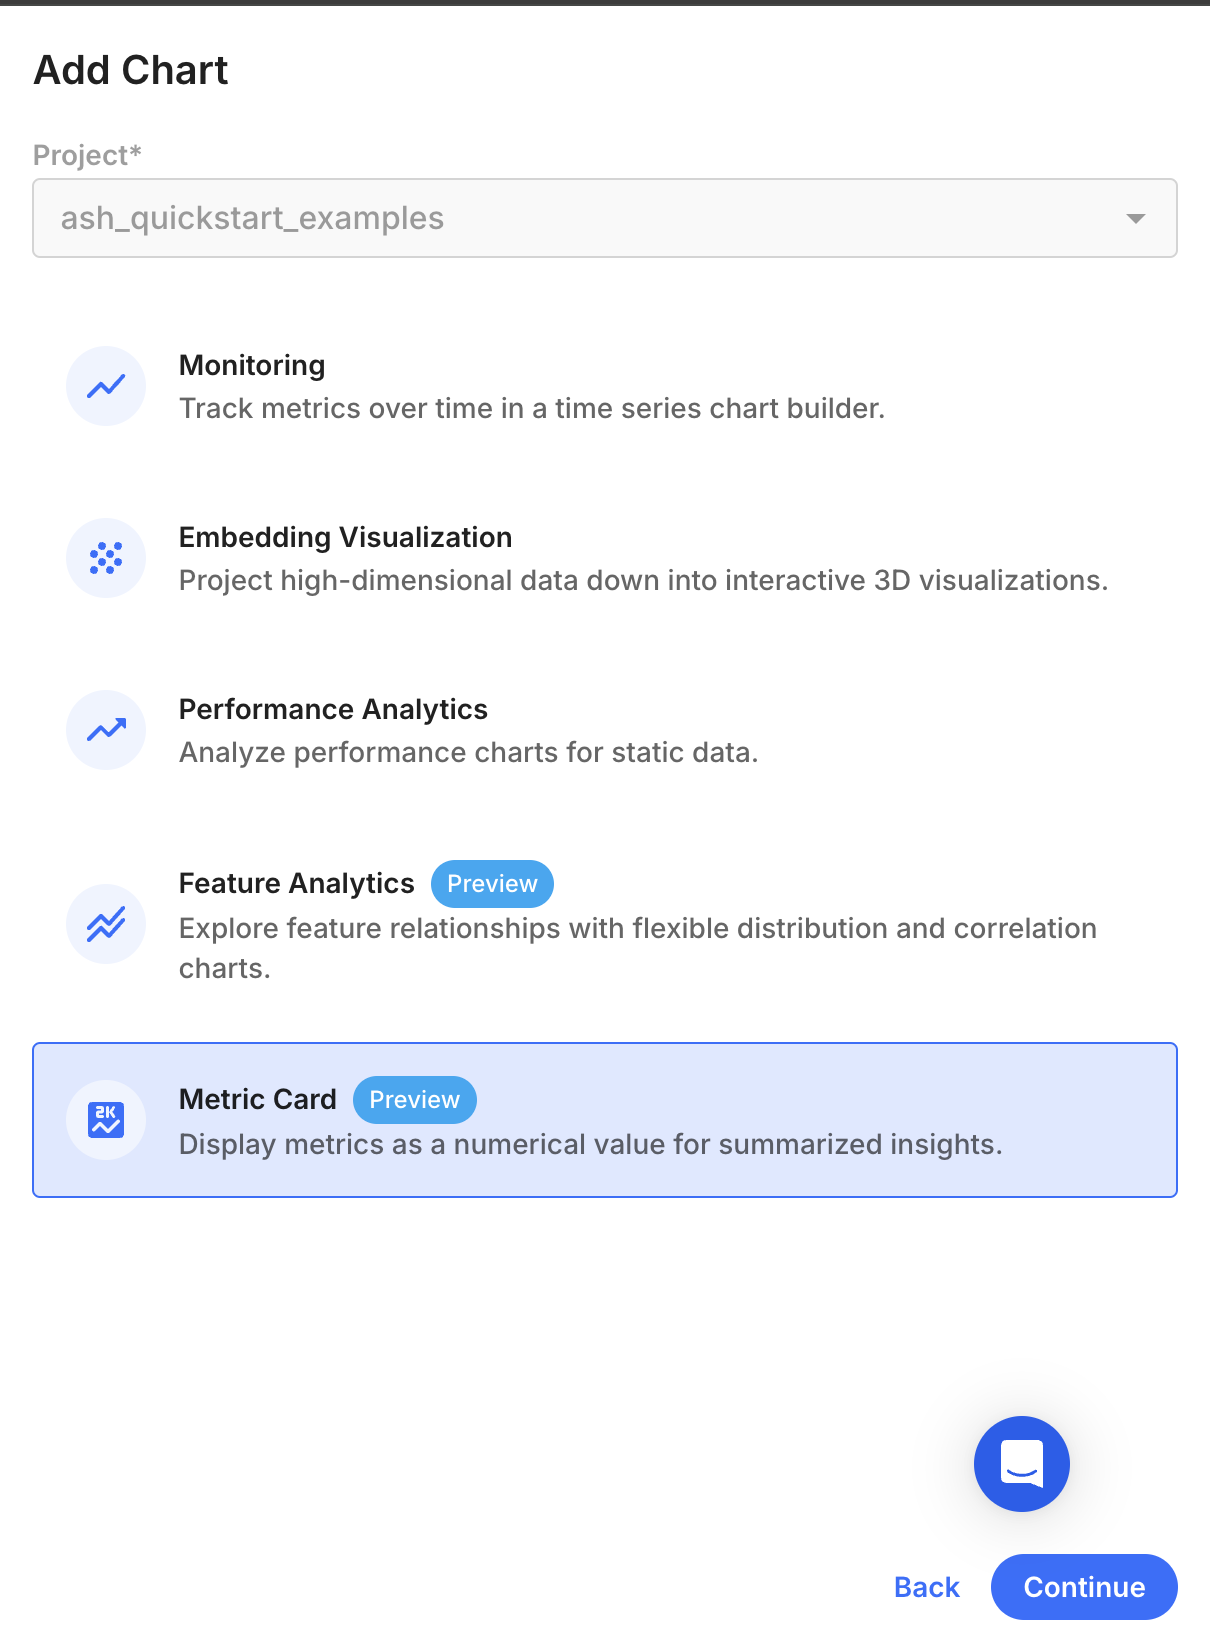 Add Chart
Project*
ash_quickstart_examples
Monitoring
Track metrics over time in a time series chart builder.
Embedding Visualization
Project high-dimensional data down into interactive 3D visualizations.
Performance Analytics
Analyze performance charts for static data.
Feature Analytics Preview
Explore feature relationships with flexible distribution and correlation
charts.
2K
Metric Card Preview
Display metrics as a numerical value for summarized insights.
Back Continue